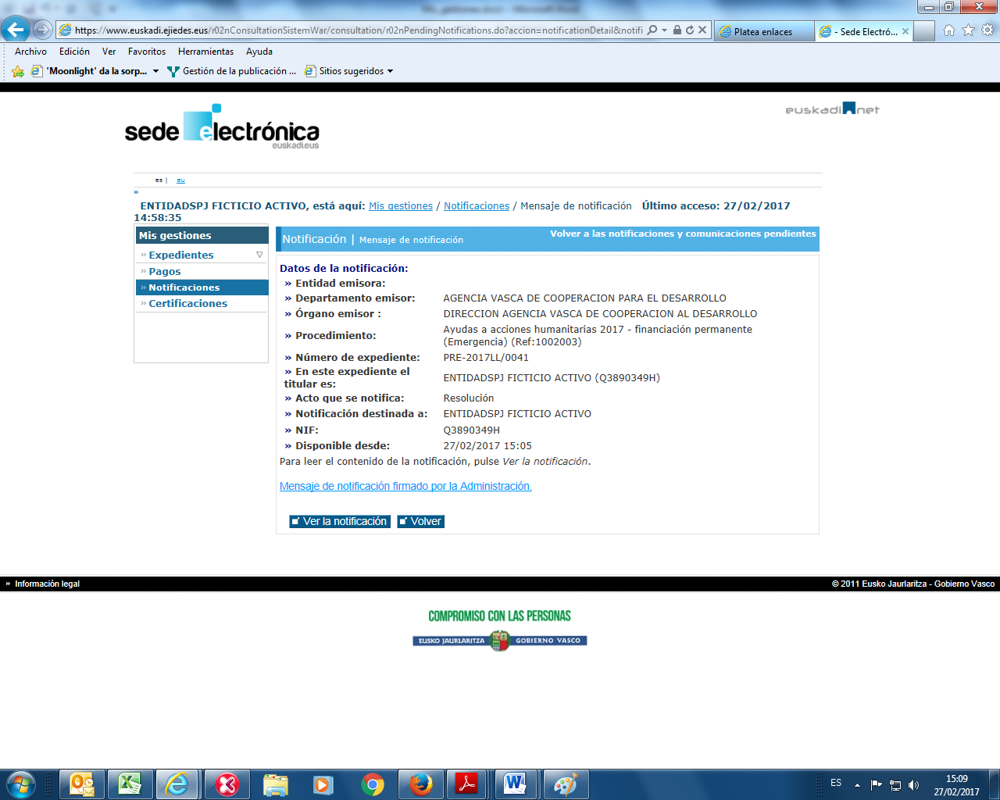 https://www.euskadi.ejiedes.eus/r02nConsultationSistemWar/consultation/r02nPendingNotifications.do?accion=notificationDetail&notifi
Platea enlaces
- Sede Electró...
Archivo Edición Ver Favoritos Herramientas Ayuda
'Moonlight' da la sorp... Gestión de la publicación ... Sitios sugeridos
sede electrónica
euskadi.eus
euskadi.net
es | eu
»
ENTIDADSPJ FICTICIO ACTIVO, está aquí: Mis gestiones / Notificaciones / Mensaje de notificación Último acceso: 27/02/2017
14:58:35
Mis gestiones
» Expedientes
» Pagos
» Notificaciones
» Certificaciones
Notificación | Mensaje de notificación
Volver a las notificaciones y comunicaciones pendientes
Datos de la notificación:
» Entidad emisora:
» Departamento emisor: AGENCIA VASCA DE COOPERACION PARA EL DESARROLLO
» Órgano emisor : DIRECCION AGENCIA VASCA DE COOPERACION AL DESARROLLO
» Procedimiento: Ayudas a acciones humanitarias 2017 - financiación permanente
(Emergencia) (Ref:1002003)
» Número de expediente: PRE-2017LL/0041
» En este expediente el
titular es: ENTIDADSPJ FICTICIO ACTIVO (Q3890349H)
» Acto que se notifica: Resolución
» Notificación destinada a: ENTIDADSPJ FICTICIO ACTIVO
» NIF: Q3890349H
» Disponible desde: 27/02/2017 15:05
Para leer el contenido de la notificación, pulse Ver la notificación.
Mensaje de notificación firmado por la Administración.
Ver la notificación Volver
» Información legal
© 2011 Eusko Jaurlaritza - Gobierno Vasco
COMPROMISO CON LAS PERSONAS
EUSKO JAURLARITZA GOBIERNO VASCO
ES
15:09
27/02/2017